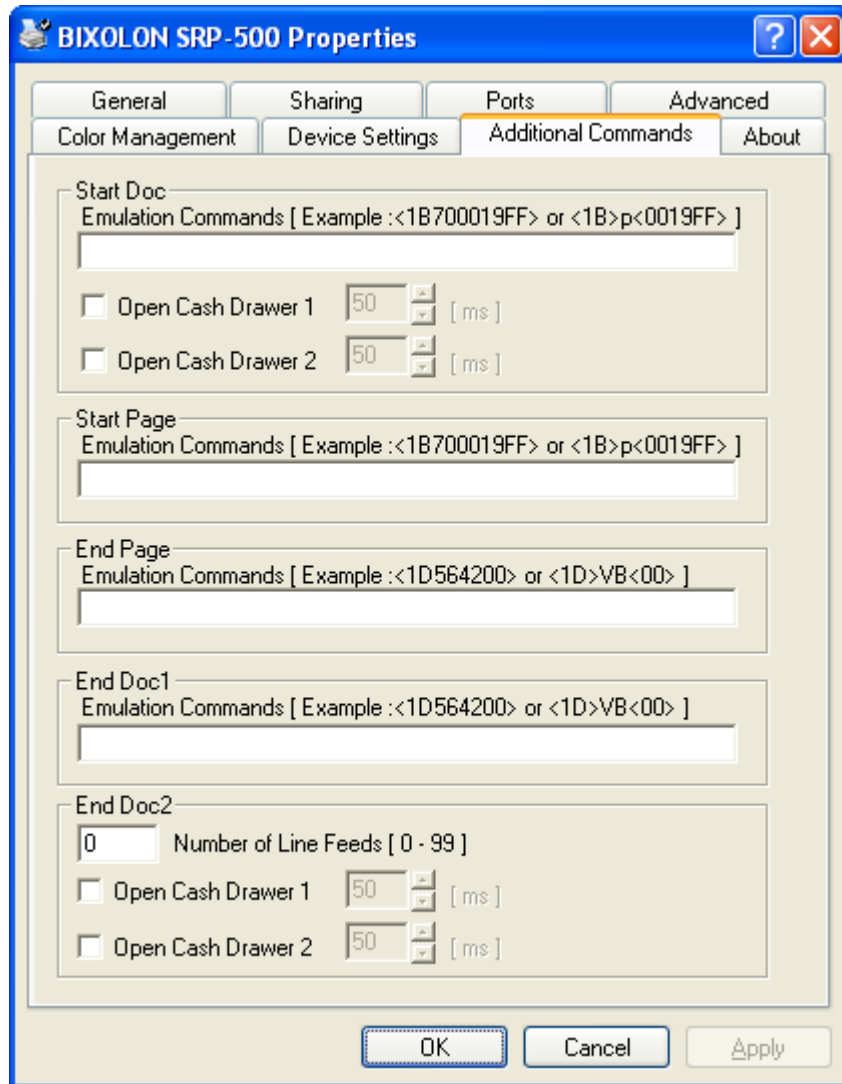 BIXOLON SRP-500 Properties
General Sharing Ports Advanced
Color Management Device Settings Additional Commands About
Start Doc
Emulation Commands [ Example :<1B700019FF> or <1B>p<0019FF> ]
Open Cash Drawer 1 50 [ ms ]
Open Cash Drawer 2 50 [ ms ]
Start Page
Emulation Commands [ Example :<1B700019FF> or <1B>p<0019FF> ]
End Page
Emulation Commands [ Example :<1D564200> or <1D>VB<00> ]
End Doc1
Emulation Commands [ Example :<1D564200> or <1D>VB<00> ]
End Doc2
0 Number of Line Feeds [ 0 - 99 ]
Open Cash Drawer 1 50 [ ms ]
Open Cash Drawer 2 50 [ ms ]
OK Cancel Apply